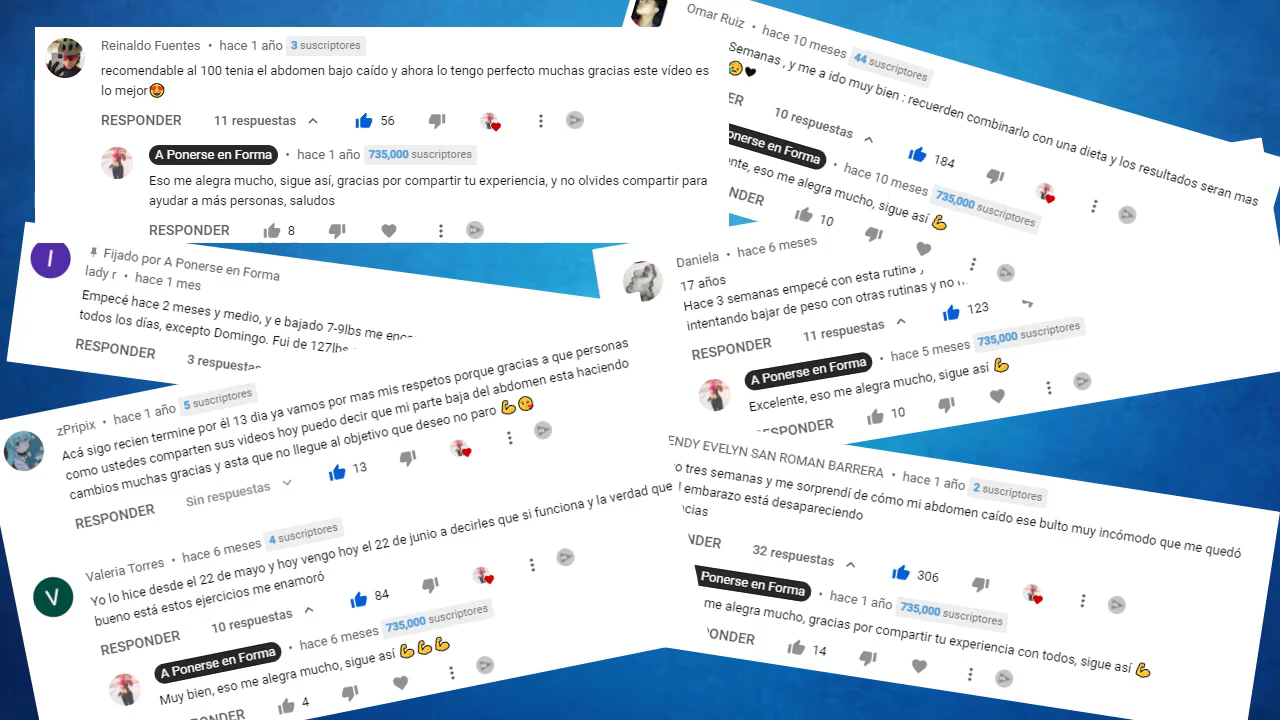 Reinaldo Fuentes • hace 1 año 3 suscriptores
recomendable al 100 tenia el abdomen bajo caído y ahora lo tengo perfecto muchas gracias este vídeo es
lo mejor😍
RESPONDER 11 respuestas 56
A Ponerse en Forma • hace 1 año 735,000 suscriptores
Eso me alegra mucho, sigue así, gracias por compartir tu experiencia, y no olvides compartir para
ayudar a más personas, saludos
RESPONDER 8
Omar Ruiz • hace 10 meses 44 suscriptores
Semanas , y me a ido muy bien : recuerden combinarlo con una dieta y los resultados seran mas
😥🖤
10 respuestas 184
en Forma • hace 10 meses 735,000 suscriptores
eso me alegra mucho, sigue así 💪
10
I
Fijado por A Ponerse en Forma
lady r • hace 1 mes
Empecé hace 2 meses y medio, y e bajado 7-9lbs me
todos los días, excepto Domingo. Fui de 127lbs
RESPONDER 3 respuestas
Daniela • hace 6 meses
17 años
Hace 3 semanas empecé con esta rutina ,
intentando bajar de peso con otras rutinas y no
RESPONDER 11 respuestas 123
A Ponerse en Forma • hace 5 meses 735,000 suscriptores
Excelente, eso me alegra mucho, sigue así 💪
RESPONDER 10
zPripix • hace 1 año 5 suscriptores
Acá sigo recien termine por él 13 dia ya vamos por mas mis respetos porque gracias a que personas
como ustedes comparten sus videos hoy puedo decir que mi parte baja del abdomen esta haciendo
cambios muchas gracias y asta que no llegue al objetivo que deseo no paro 💪😋
RESPONDER Sin respuestas 13
EVELYN SAN ROMAN BARRERA • hace 1 año 2 suscriptores
tres semanas y me sorprendí de cómo mi abdomen caído ese bulto muy incómodo que me quedó
embarazo está desapareciendo
32 respuestas 306
Ponerse en Forma • hace 1 año 735,000 suscriptores
me alegra mucho, gracias por compartir tu experiencia con todos, sigue así 💪
14
V
Valeria Torres • hace 6 meses 4 suscriptores
Yo lo hice desde el 22 de mayo y hoy vengo hoy el 22 de junio a decirles que si funciona y la verdad que
bueno está estos ejercicios me enamoró
RESPONDER 10 respuestas 84
A Ponerse en Forma • hace 6 meses 735,000 suscriptores
Muy bien, eso me alegra mucho, sigue así 💪💪💪
RESPONDER 4